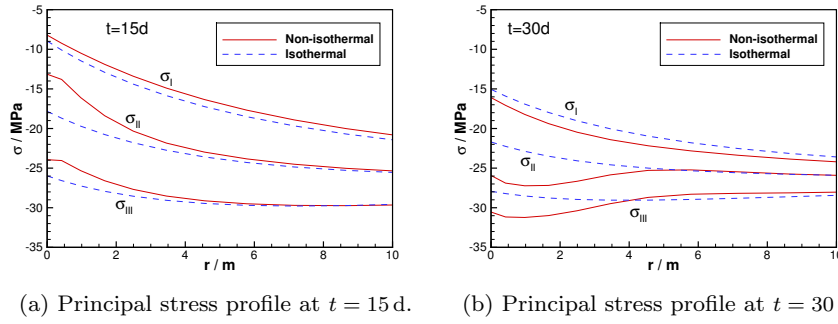 t=15d
Non-isothermal
Isothermal
σI
σII
σIII
σ / MPa
-5
-10
-15
-20
-25
-30
-35
0
2
4
6
8
10
r / m
t=30d
Non-isothermal
Isothermal
σI
σII
σIII
σ / MPa
-5
-10
-15
-20
-25
-30
-35
0
2
4
6
8
10
r / m
(a) Principal stress profile at t = 15 d.
(b) Principal stress profile at t = 30